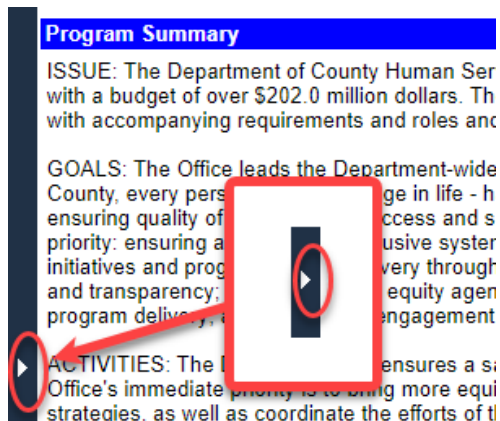 Program Summary
ISSUE: The Department of County Human Ser
with a budget of over $202.0 million dollars. Th
with accompanying requirements and roles and
GOALS: The Office leads the Department-wide
County, every pers ge in life - h
ensuring quality of ccess and s
priority: ensuring a usive system
initiatives and prog very through
and transparency; equity agen
program delivery, engagement
ACTIVITIES: The ensures a sa
Office's immediate priority is to bring more equi
strategies, as well as coordinate the efforts of th